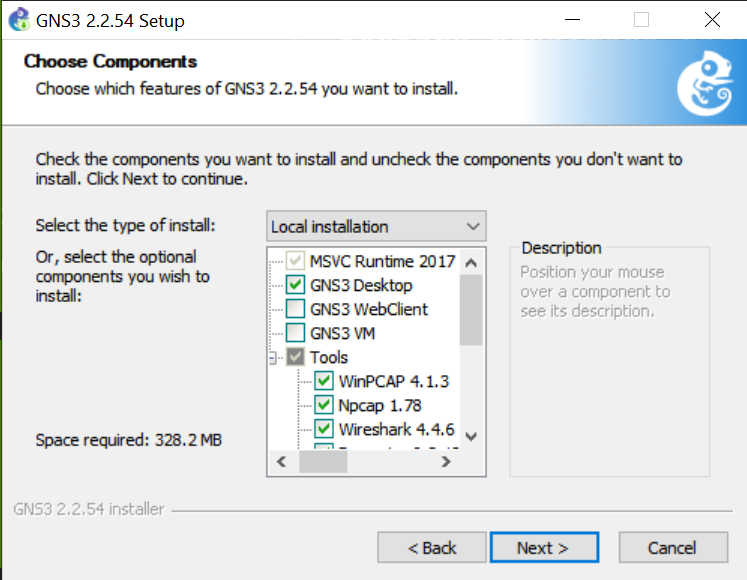 GNS3 2.2.54 Setup
Choose Components
Choose which features of GNS3 2.2.54 you want to install.
Check the components you want to install and uncheck the components you don't want to
install. Click Next to continue.
Select the type of install:
Local installation
Or, select the optional
components you wish to
install:
MSVC Runtime 2017
GNS3 Desktop
GNS3 WebClient
GNS3 VM
Tools
WinPCAP 4.1.3
Npcap 1.78
Wireshark 4.4.6
Description
Position your mouse
over a component to
see its description.
Space required: 328.2 MB
GNS3 2.2.54 installer
< Back
Next >
Cancel